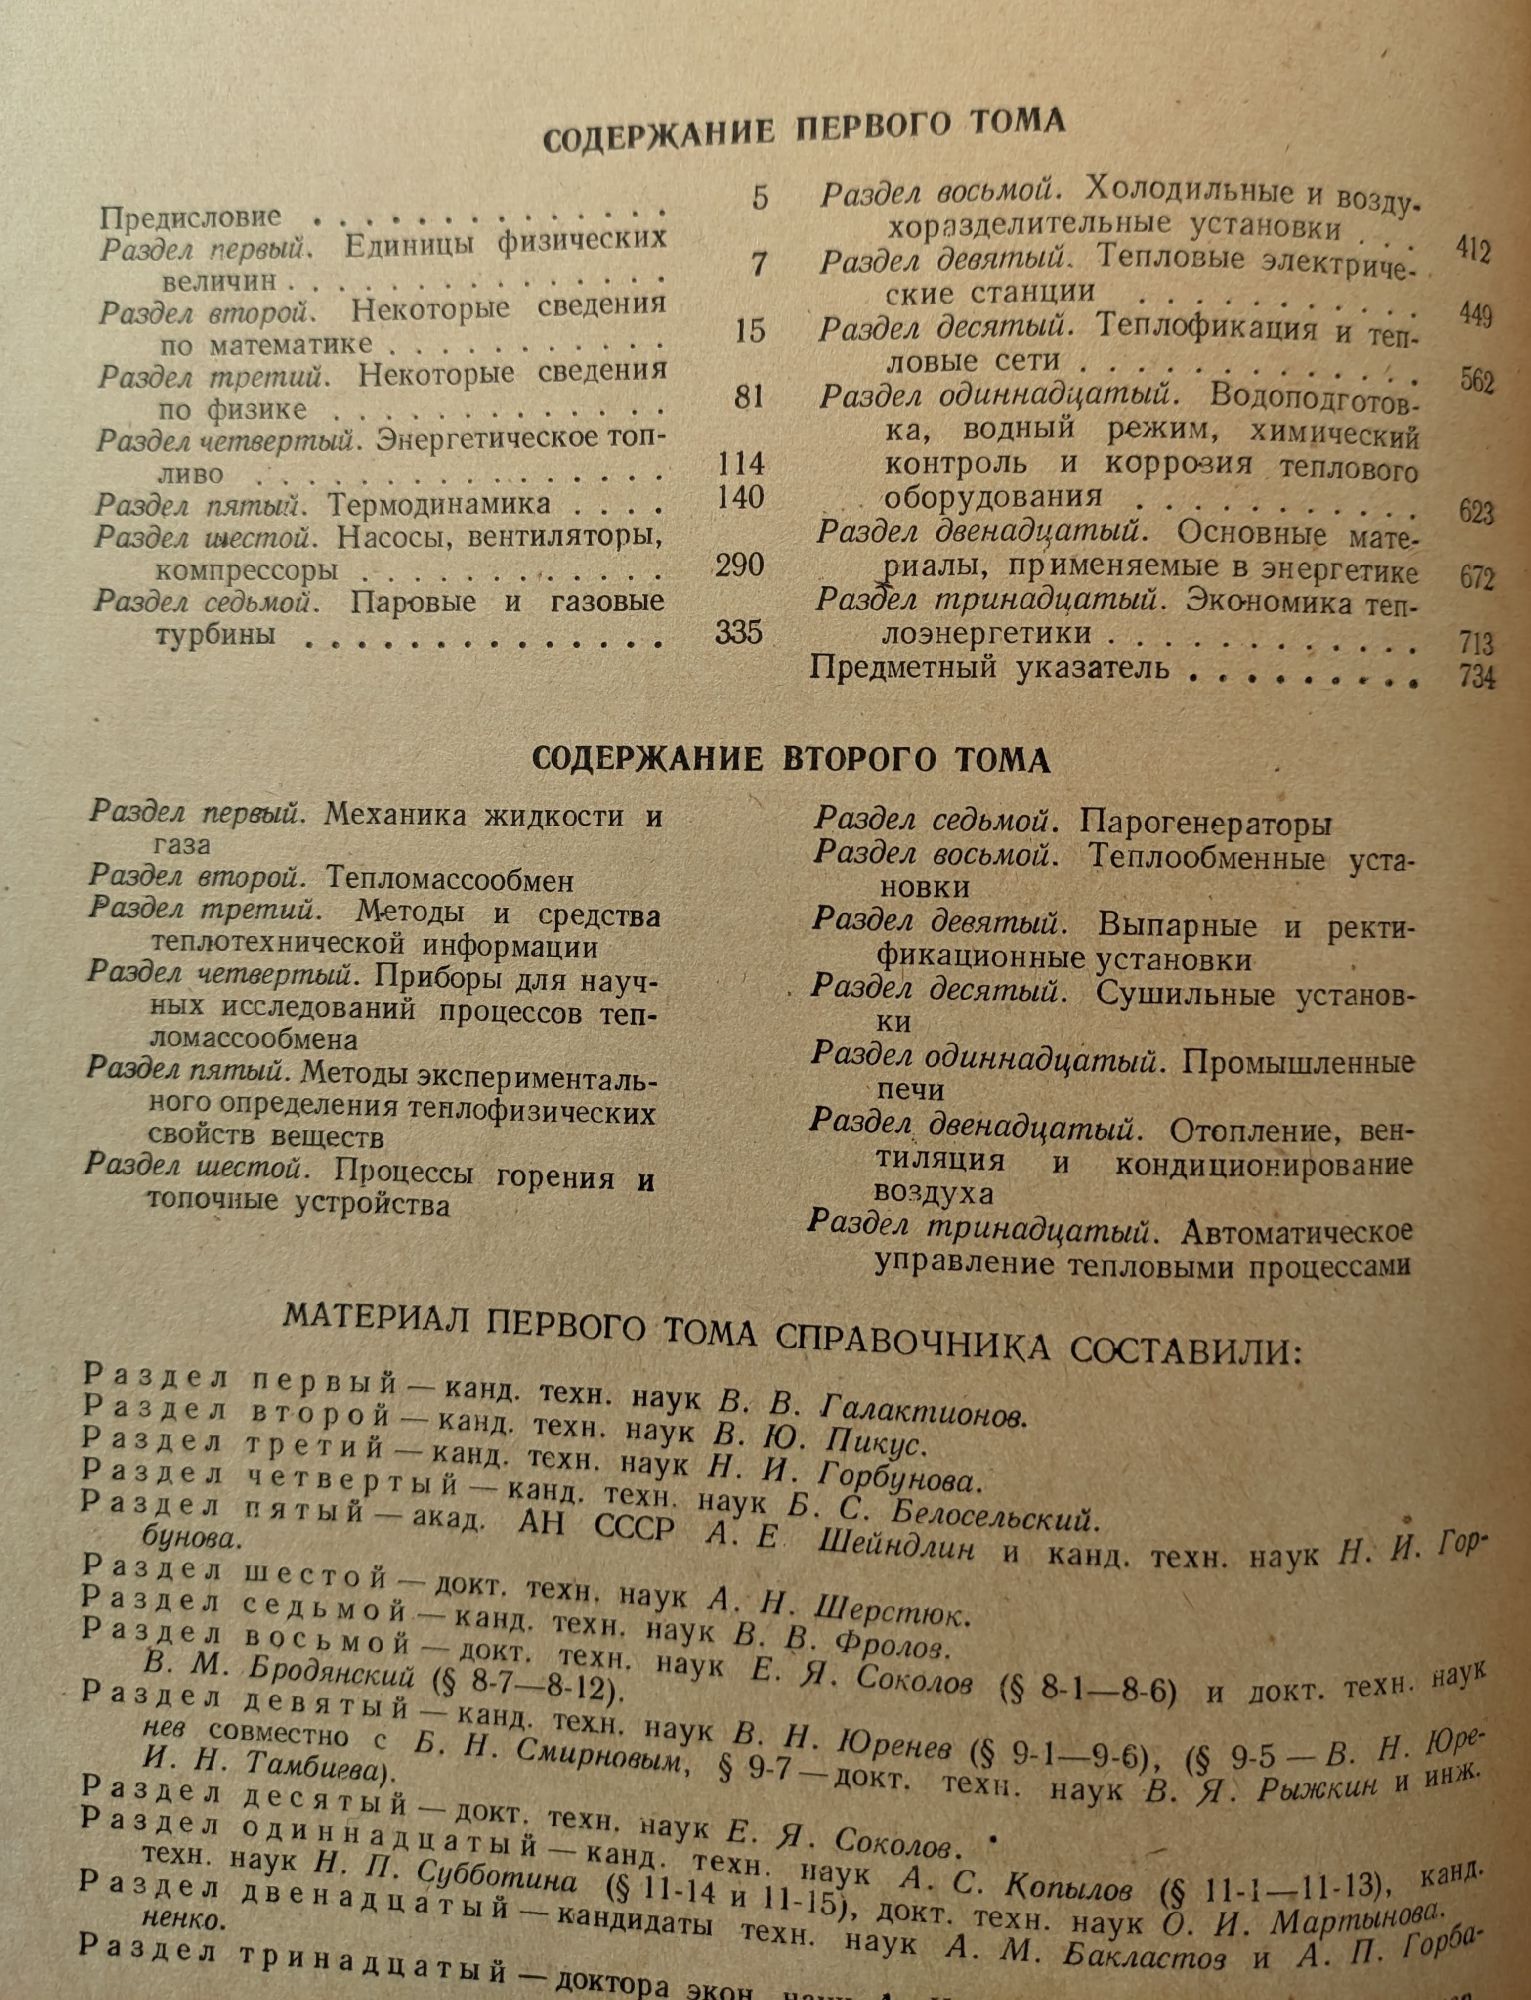 СОДЕРЖАНИЕ ПЕРВОГО ТОМА
Предисловие . . . . . . . . . . . . . 5
Раздел первый. Единицы физических
величин . . . . . . . . . . . . . . 7
Раздел второй. Некоторые сведения
по математике . . . . . . . . . . . 15
Раздел третий. Некоторые сведения
по физике . . . . . . . . . . . . . 81
Раздел четвертый. Энергетическое топ-
ливо . . . . . . . . . . . . . . . . 114
Раздел пятый. Термодинамика . . . . 140
Раздел шестой. Насосы, вентиляторы,
компрессоры . . . . . . . . . . . . 290
Раздел седьмой. Паровые и газовые
турбины . . . . . . . . . . . . . . 335
Раздел восьмой. Холодильные и возду-
хоразделительные установки . . . 412
Раздел девятый. Тепловые электриче-
ские станции . . . . . . . . . . . 449
Раздел десятый. Теплофикация и теп-
ловые сети . . . . . . . . . . . . . 562
Раздел одиннадцатый. Водоподготов-
ка, водный режим, химический
контроль и коррозия теплового
оборудования . . . . . . . . . . . 623
Раздел двенадцатый. Основные мате-
риалы, применяемые в энергетике 672
Раздел тринадцатый. Экономика теп-
лоэнергетики . . . . . . . . . . . . 713
Предметный указатель . . . . . . . . . 734
СОДЕРЖАНИЕ ВТОРОГО ТОМА
Раздел первый. Механика жидкости и
газа
Раздел второй. Тепломассообмен
Раздел третий. Методы и средства
теплотехнической информации
Раздел четвертый. Приборы для науч-
ных исследований процессов теп-
ломассообмена
Раздел пятый. Методы эксперименталь-
ного определения теплофизических
свойств веществ
Раздел шестой. Процессы горения и
топочные устройства
Раздел седьмой. Парогенераторы
Раздел восьмой. Теплообменные уста-
новки
Раздел девятый. Выпарные и ректи-
фикационные установки
Раздел десятый. Сушильные установ-
ки
Раздел одиннадцатый. Промышленные
печи
Раздел двенадцатый. Отопление, вен-
тиляция и кондиционирование
воздуха
Раздел тринадцатый. Автоматическое
управление тепловыми процессами
МАТЕРИАЛ ПЕРВОГО ТОМА СПРАВОЧНИКА СОСТАВИЛИ:
Раздел первый — канд. техн. наук В. В. Галактионов.
Раздел второй — канд. техн. наук В. Ю. Пикус.
Раздел третий — канд. техн. наук Н. И. Горбунова.
Раздел четвертый — канд. техн. наук Б. С. Белосельский.
Раздел пятый — акад. АН СССР А. Е Шейндлин и канд. техн. наук Н. И. Гор-
бунова.
Раздел шестой — докт. техн. наук А. Н. Шерстюк.
Раздел седьмой — канд. техн. наук В. В. Фролов.
Раздел восьмой — докт. техн. наук Е. Я. Соколов (§ 8-1—8-6) и докт. техн. наук
В. М. Бродянский (§ 8-7—8-12).
Раздел девятый — канд. техн. наук В. Н. Юренев (§ 9-1—9-6), (§ 9-5 — В. Н. Юре-
нев совместно с Б. Н. Смирновым, § 9-7 — докт. техн. наук В. Я. Рыжкин и инж.
И. Н. Тамбиева).
Раздел десятый — докт. техн. наук Е. Я. Соколов.
Раздел одиннадцатый — канд. техн. наук А. С. Копылов (§ 11-1—11-13), канд.
техн. наук Н. П. Субботина (§ 11-14 и 11-15), докт. техн. наук О. И. Мартынова.
Раздел двенадцатый — кандидаты техн. наук А. М. Бакластов и А. П. Горба-
ненко.
Раздел тринадцатый — доктора экон. наук